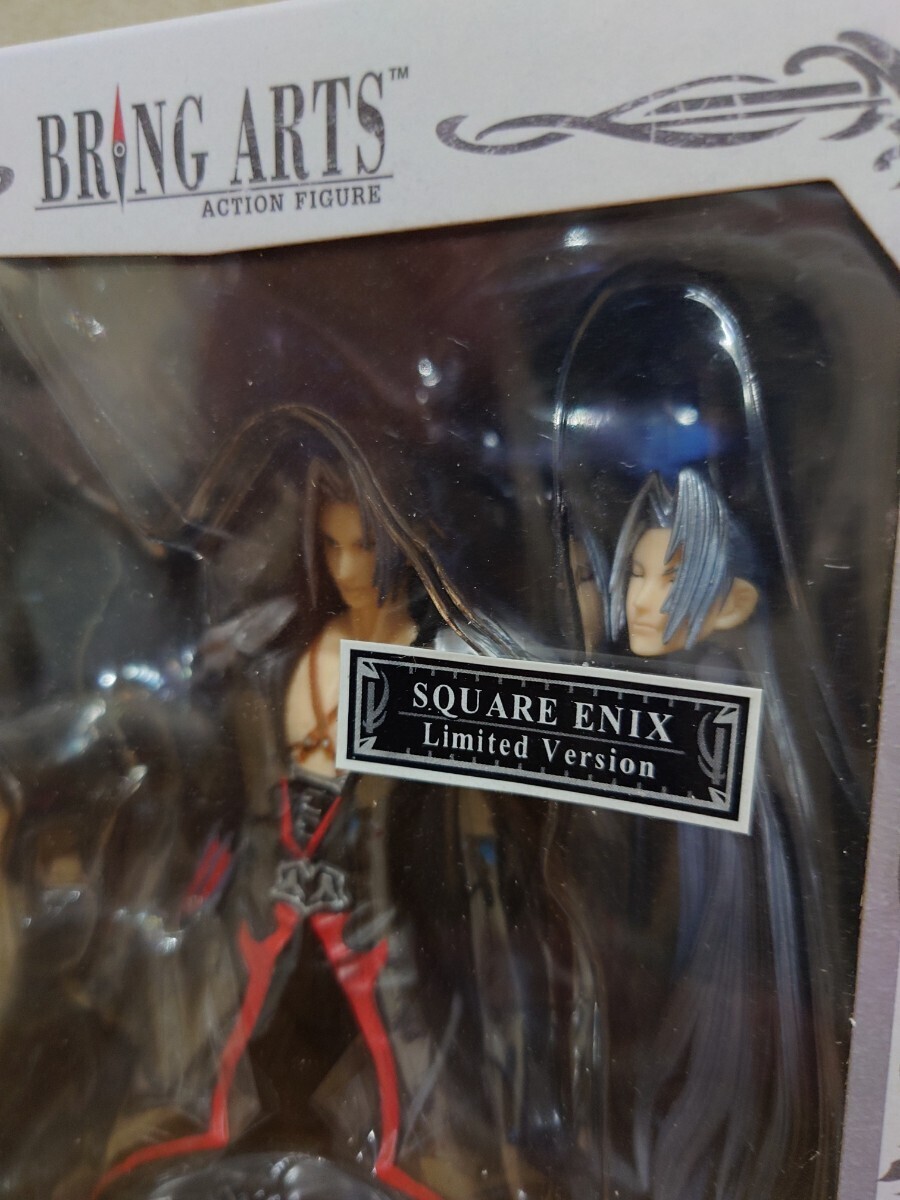 BRING ARTS™
ACTION FIGURE
SQUARE ENIX
Limited Version